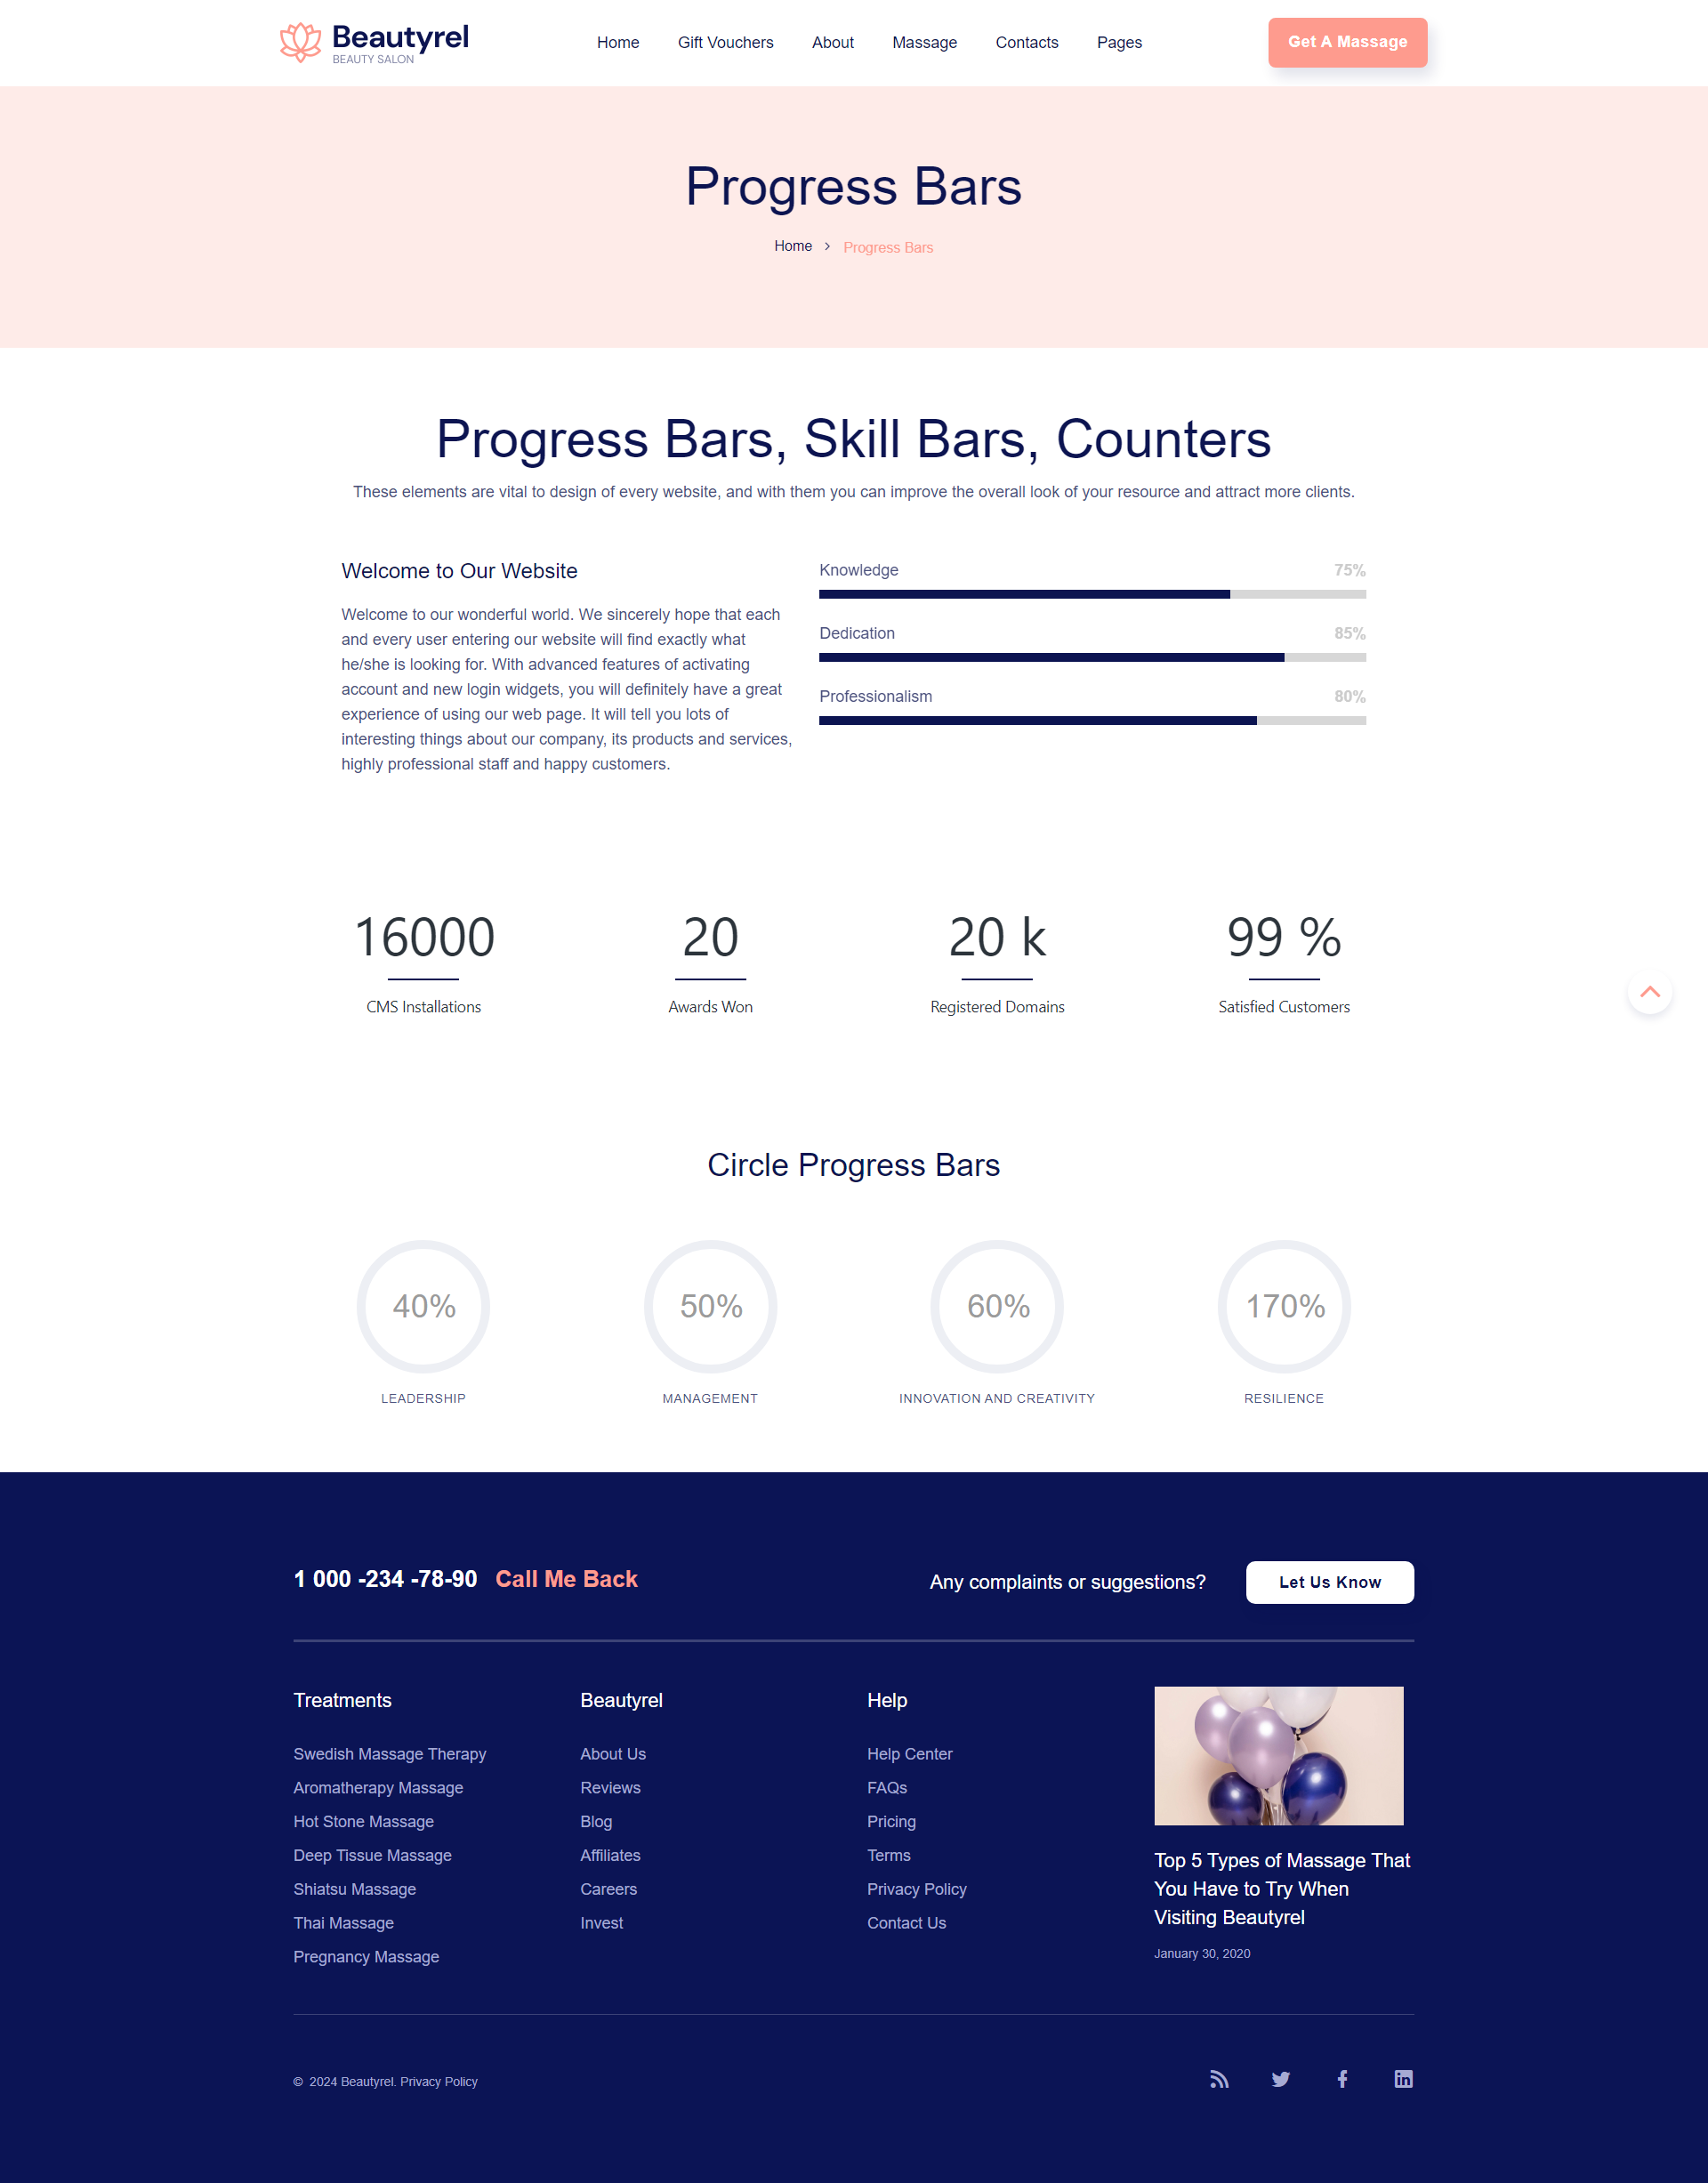 Beautyrel
BEAUTY SALON
Home
Gift Vouchers
About
Massage
Contacts
Pages
Get A Massage
Progress Bars
Home
Progress Bars
Progress Bars, Skill Bars, Counters
These elements are vital to design of every website, and with them you can improve the overall look of your resource and attract more clients.
Welcome to Our Website
Welcome to our wonderful world. We sincerely hope that each
and every user entering our website will find exactly what
he/she is looking for. With advanced features of activating
account and new login widgets, you will definitely have a great
experience of using our web page. It will tell you lots of
interesting things about our company, its products and services,
highly professional staff and happy customers.
Knowledge 75%
Dedication 85%
Professionalism 80%
16000
CMS Installations
20
Awards Won
20 k
Registered Domains
99 %
Satisfied Customers
Circle Progress Bars
40%
LEADERSHIP
50%
MANAGEMENT
60%
INNOVATION AND CREATIVITY
170%
RESILIENCE
1 000 -234 -78-90 Call Me Back
Any complaints or suggestions?
Let Us Know
Treatments
Swedish Massage Therapy
Aromatherapy Massage
Hot Stone Massage
Deep Tissue Massage
Shiatsu Massage
Thai Massage
Pregnancy Massage
Beautyrel
About Us
Reviews
Blog
Affiliates
Careers
Invest
Help
Help Center
FAQs
Pricing
Terms
Privacy Policy
Contact Us
Top 5 Types of Massage That
You Have to Try When
Visiting Beautyrel
January 30, 2020
© 2024 Beautyrel. Privacy Policy